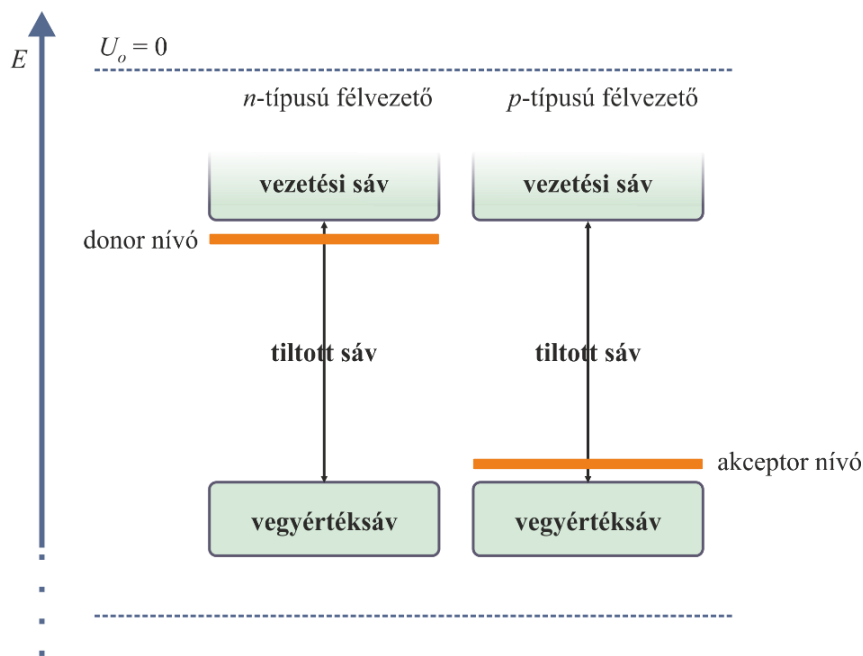 E
U_o = 0
n-típusú félvezető
p-típusú félvezető
vezetési sáv
vezetési sáv
donor nívó
tiltott sáv
tiltott sáv
akceptor nívó
vegyértéksáv
vegyértéksáv